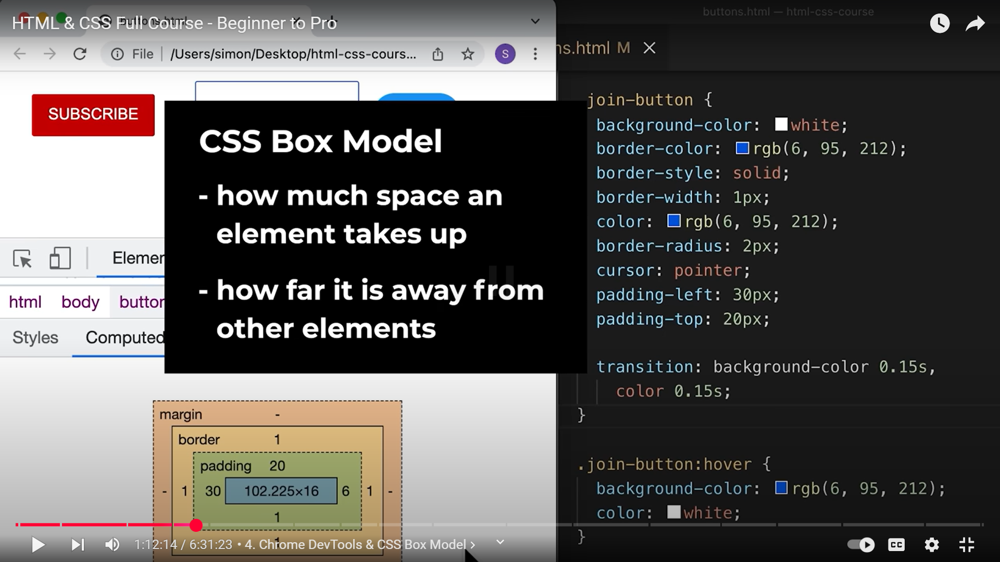 HTML & CSS Full Course - Beginner to Pro
buttons.html — html-css-course
File | /Users/simon/Desktop/html-css-cours...
S
ns.html M
SUBSCRIBE
CSS Box Model
- how much space an
element takes up
- how far it is away from
other elements
Elemen
html body button
Styles Computed
margin -
border 1
padding 20
- 1 30 102.225×16 6 1 -
1
1
join-button {
background-color: white;
border-color: rgb(6, 95, 212);
border-style: solid;
border-width: 1px;
color: rgb(6, 95, 212);
border-radius: 2px;
cursor: pointer;
padding-left: 30px;
padding-top: 20px;
transition: background-color 0.15s,
color 0.15s;
}
.join-button:hover {
background-color: rgb(6, 95, 212);
color: white;
}
1:12:14 / 6:31:23 • 4. Chrome DevTools & CSS Box Model
CC